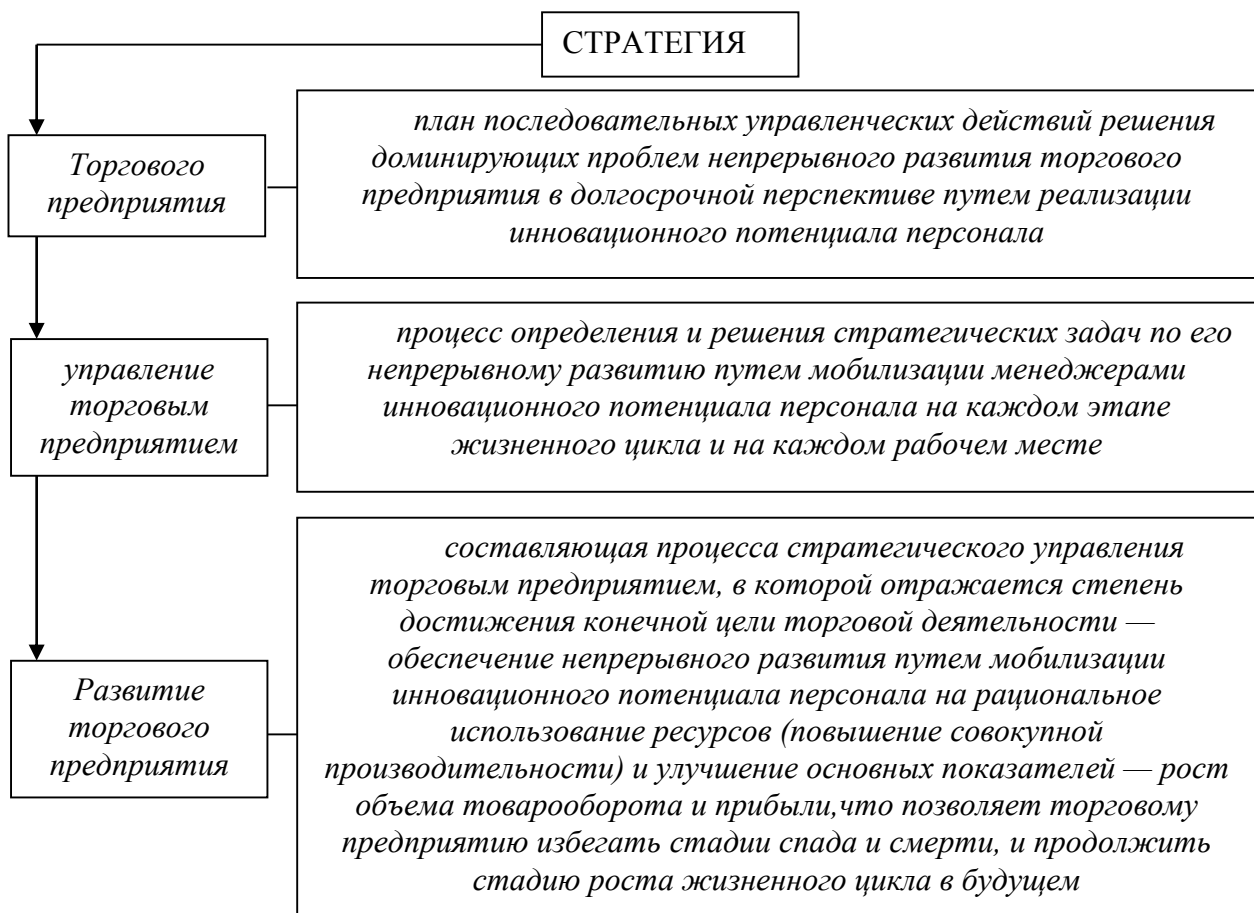 СТРАТЕГИЯ
Торгового
предприятия
план последовательных управленческих действий решения
доминирующих проблем непрерывного развития торгового
предприятия в долгосрочной перспективе путем реализации
инновационного потенциала персонала
управление
торговым
предприятием
процесс определения и решения стратегических задач по его
непрерывному развитию путем мобилизации менеджерами
инновационного потенциала персонала на каждом этапе
жизненного цикла и на каждом рабочем месте
Развитие
торгового
предприятия
составляющая процесса стратегического управления
торговым предприятием, в которой отражается степень
достижения конечной цели торговой деятельности —
обеспечение непрерывного развития путем мобилизации
инновационного потенциала персонала на рациональное
использование ресурсов (повышение совокупной
производительности) и улучшение основных показателей — рост
объема товарооборота и прибыли,что позволяет торговому
предприятию избегать стадии спада и смерти, и продолжить
стадию роста жизненного цикла в будущем